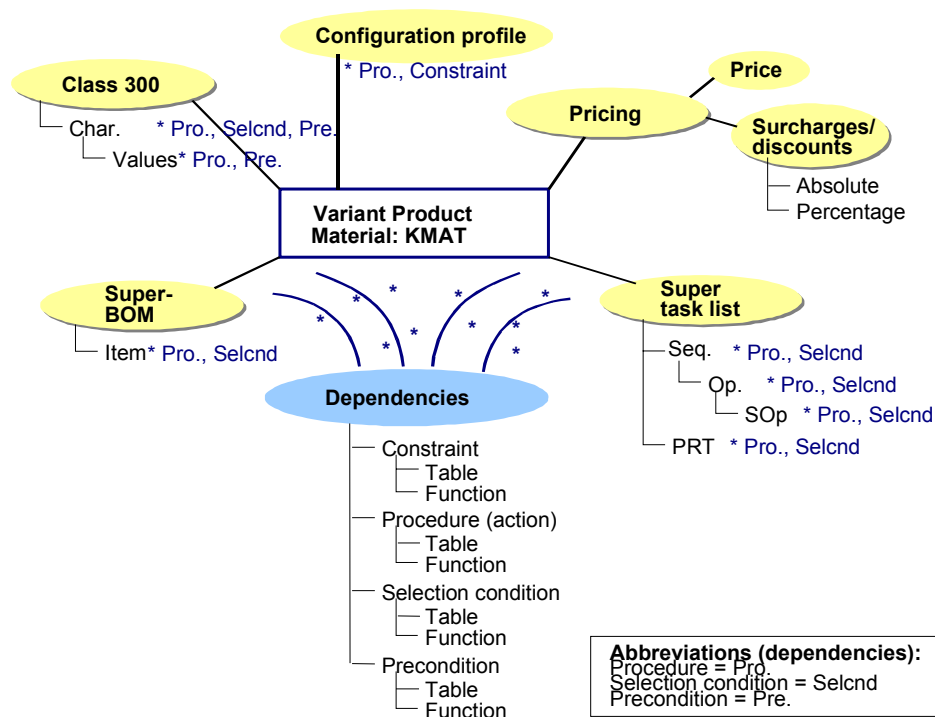 Configuration profile
* Pro., Constraint
Class 300
Char. * Pro., Selcnd, Pre.
Values* Pro., Pre.
Price
Pricing
Surcharges/
discounts
Absolute
Percentage
Variant Product
Material: KMAT
Super-
BOM
Item* Pro., Selcnd
* * * * * * * * * * *
Super
task list
Seq. * Pro., Selcnd
Op. * Pro., Selcnd
SOp * Pro., Selcnd
PRT * Pro., Selcnd
Dependencies
Constraint
Table
Function
Procedure (action)
Table
Function
Selection condition
Table
Function
Precondition
Table
Function
Abbreviations (dependencies):
Procedure = Pro.
Selection condition = Selcnd
Precondition = Pre.